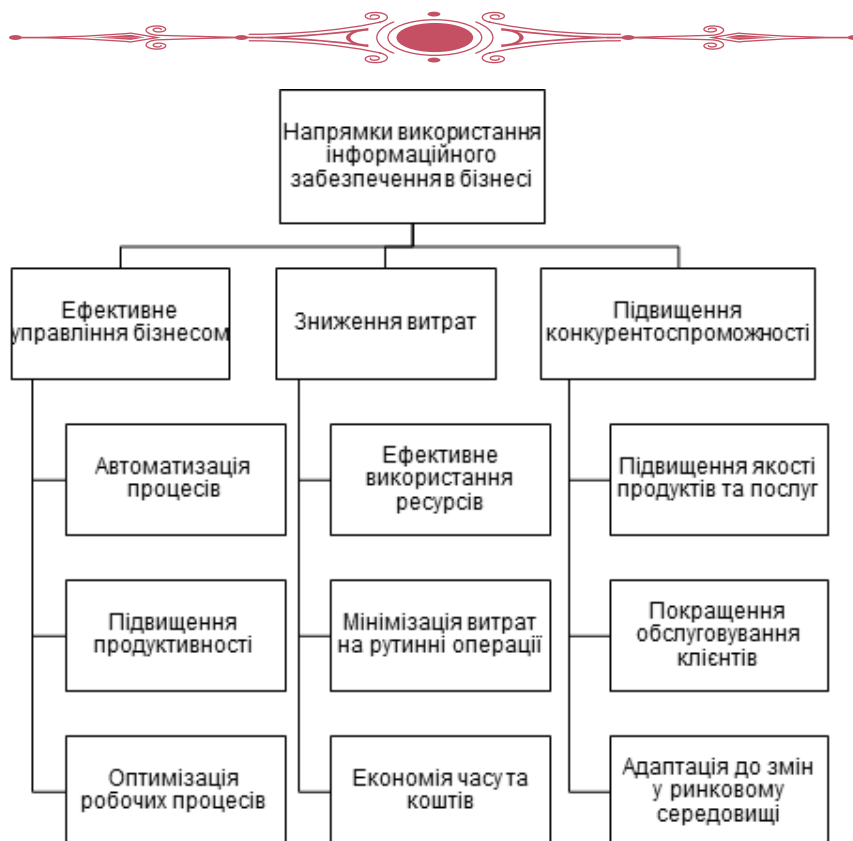 Напрямки використання
інформаційного
забезпечення в бізнесі
Ефективне
управління бізнесом
Автоматизація
процесів
Підвищення
продуктивності
Оптимізація
робочих процесів
Зниження витрат
Ефективне
використання
ресурсів
Мінімізація витрат
на рутинні операції
Економія часу та
коштів
Підвищення
конкурентоспроможності
Підвищення якості
продуктів та послуг
Покращення
обслуговування
клієнтів
Адаптація до змін
у ринковому
середовищі